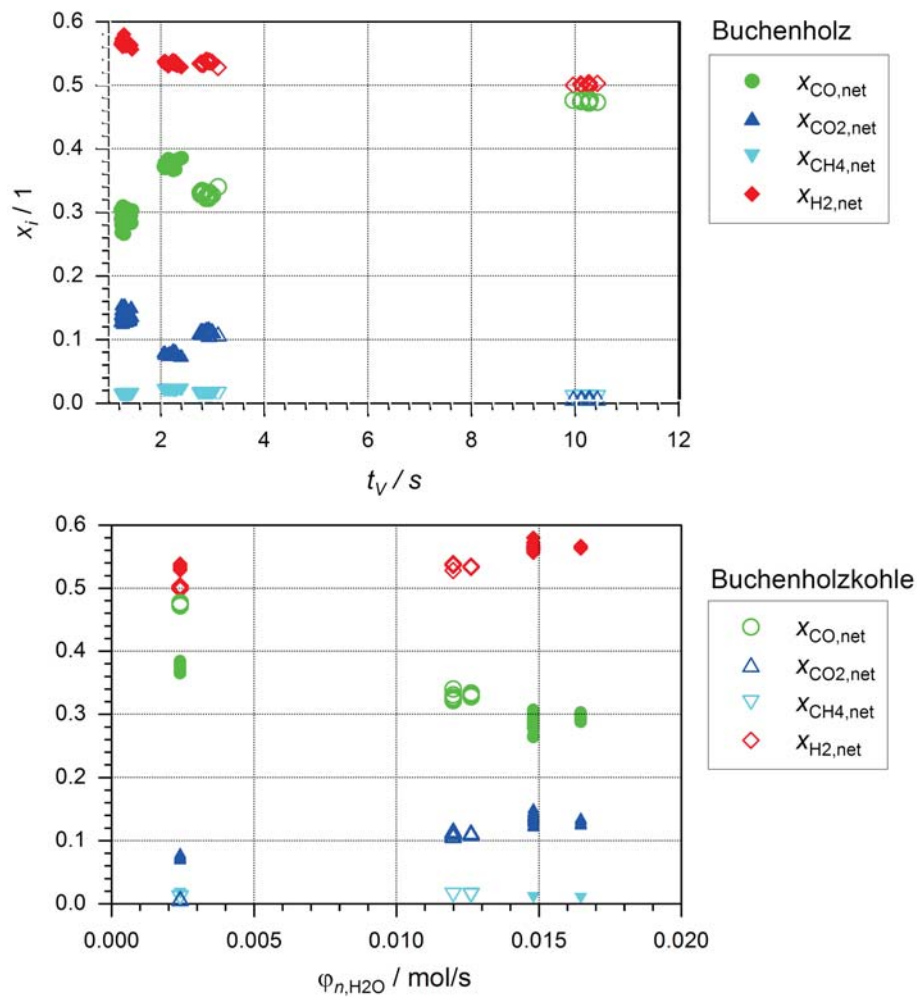 0.6
0.5
0.4
0.3
0.2
0.1
0.0
x_i / 1
2
4
6
8
10
12
t_V / s
Buchenholz
x_CO,net
x_CO2,net
x_CH4,net
x_H2,net
0.6
0.5
0.4
0.3
0.2
0.1
0.0
0.000
0.005
0.010
0.015
0.020
φ_n,H2O / mol/s
Buchenholzkohle
x_CO,net
x_CO2,net
x_CH4,net
x_H2,net